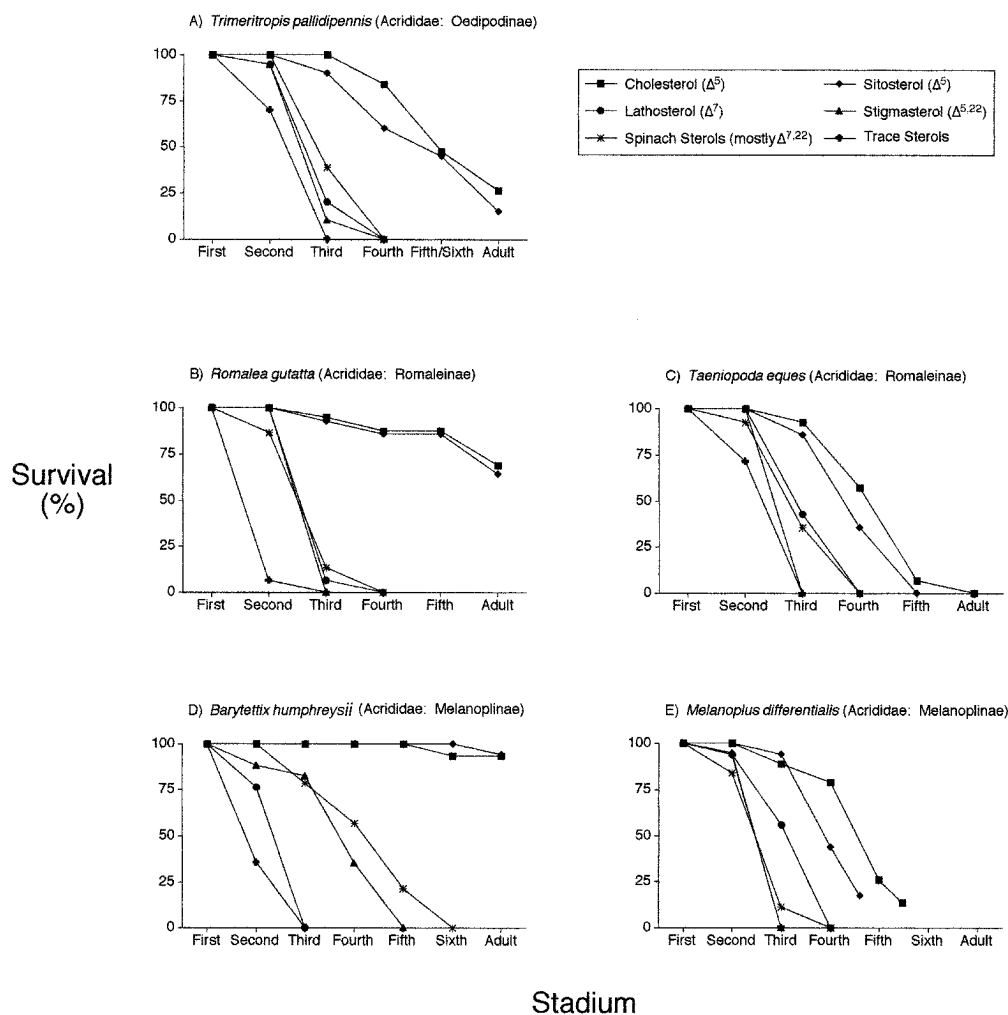 A) Trimeritropis pallidipennis (Acrididae: Oedipodinae)
100
75
50
25
0
First Second Third Fourth Fifth/Sixth Adult
Cholesterol (Δ5) Sitosterol (Δ5)
Lathosterol (Δ7) Stigmasterol (Δ5,22)
Spinach Sterols (mostlyΔ7,22) Trace Sterols
Survival
(%)
B) Romalea gutatta (Acrididae: Romaleinae)
100
75
50
25
0
First Second Third Fourth Fifth Adult
C) Taeniopoda eques (Acrididae: Romaleinae)
100
75
50
25
0
First Second Third Fourth Fifth Adult
D) Barytettix humphreysii (Acrididae: Melanoplinae)
100
75
50
25
0
First Second Third Fourth Fifth Sixth Adult
E) Melanoplus differentialis (Acrididae: Melanoplinae)
100
75
50
25
0
First Second Third Fourth Fifth Sixth Adult
Stadium